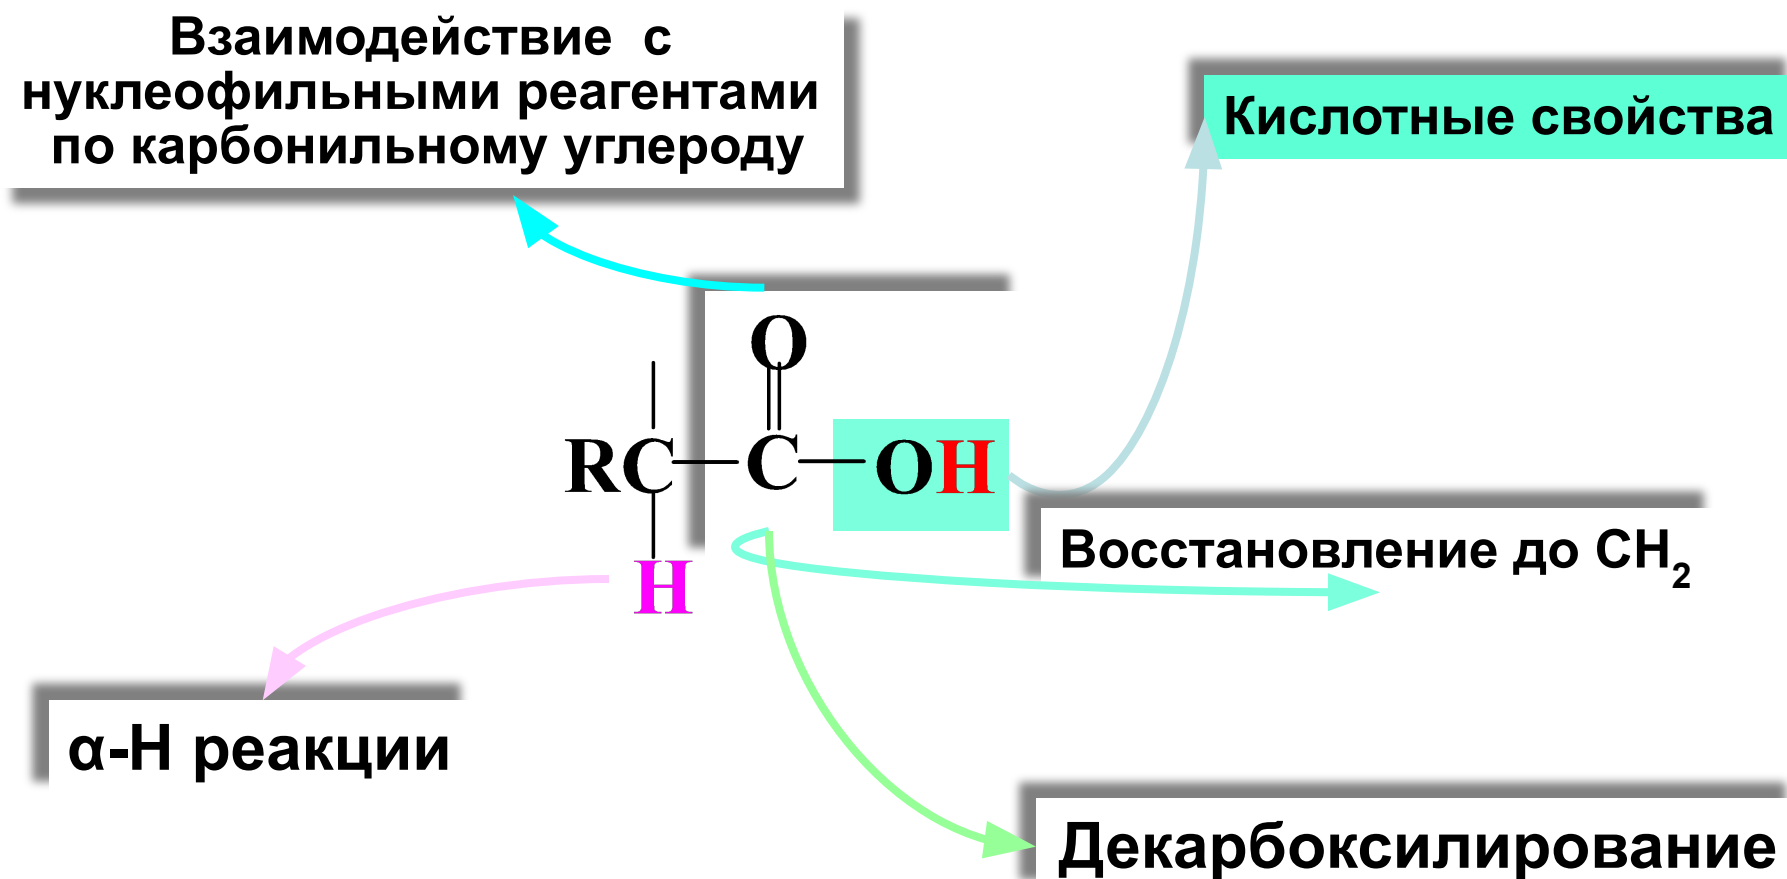 Взаимодействие с
нуклеофильными реагентами
по карбонильному углероду
Кислотные свойства
O
RC C OH
H
Восстановление до CH₂
α-H реакции
Декарбоксилирование